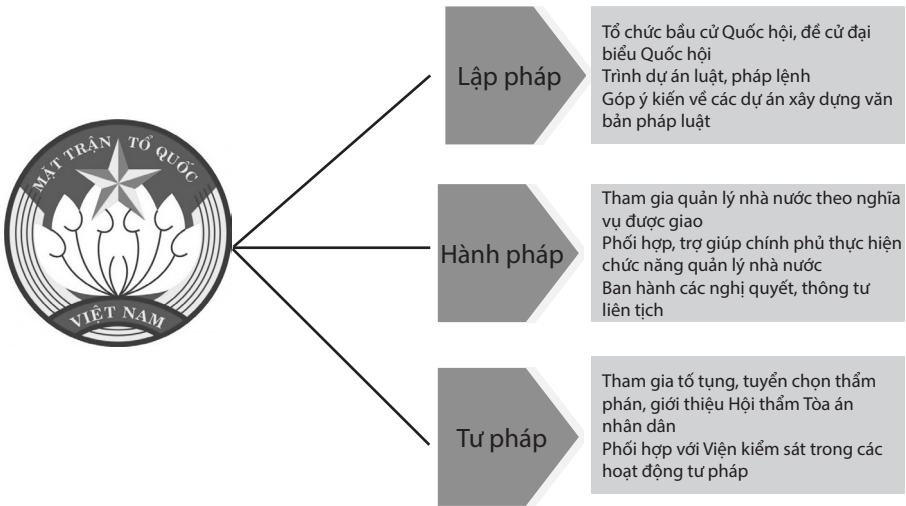 MẶT TRẬN TỔ QUỐC
VIỆT NAM
Lập pháp
Tổ chức bầu cử Quốc hội, đề cử đại
biểu Quốc hội
Trình dự án luật, pháp lệnh
Góp ý kiến về các dự án xây dựng văn
bản pháp luật
Hành pháp
Tham gia quản lý nhà nước theo nghĩa
vụ được giao
Phối hợp, trợ giúp chính phủ thực hiện
chức năng quản lý nhà nước
Ban hành các nghị quyết, thông tư
liên tịch
Tư pháp
Tham gia tố tụng, tuyển chọn thẩm
phán, giới thiệu Hội thẩm Tòa án
nhân dân
Phối hợp với Viện kiểm sát trong các
hoạt động tư pháp